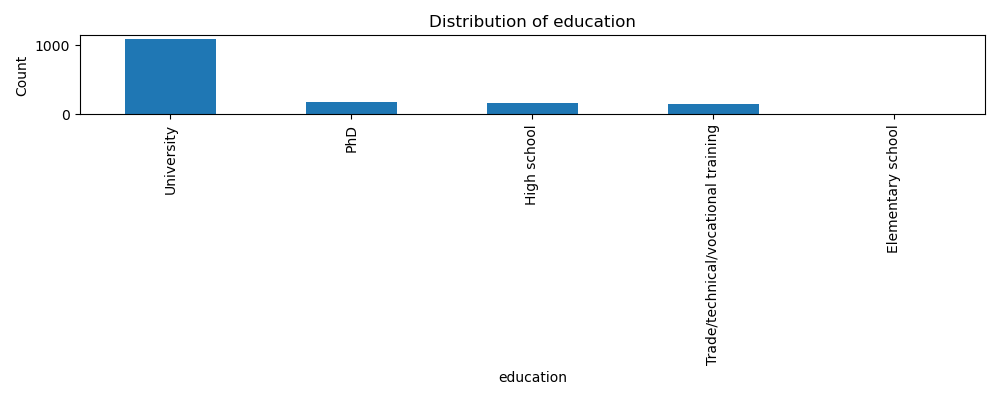 Distribution of education
Count
1000
0
University
PhD
High school
Trade/technical/vocational training
Elementary school
education